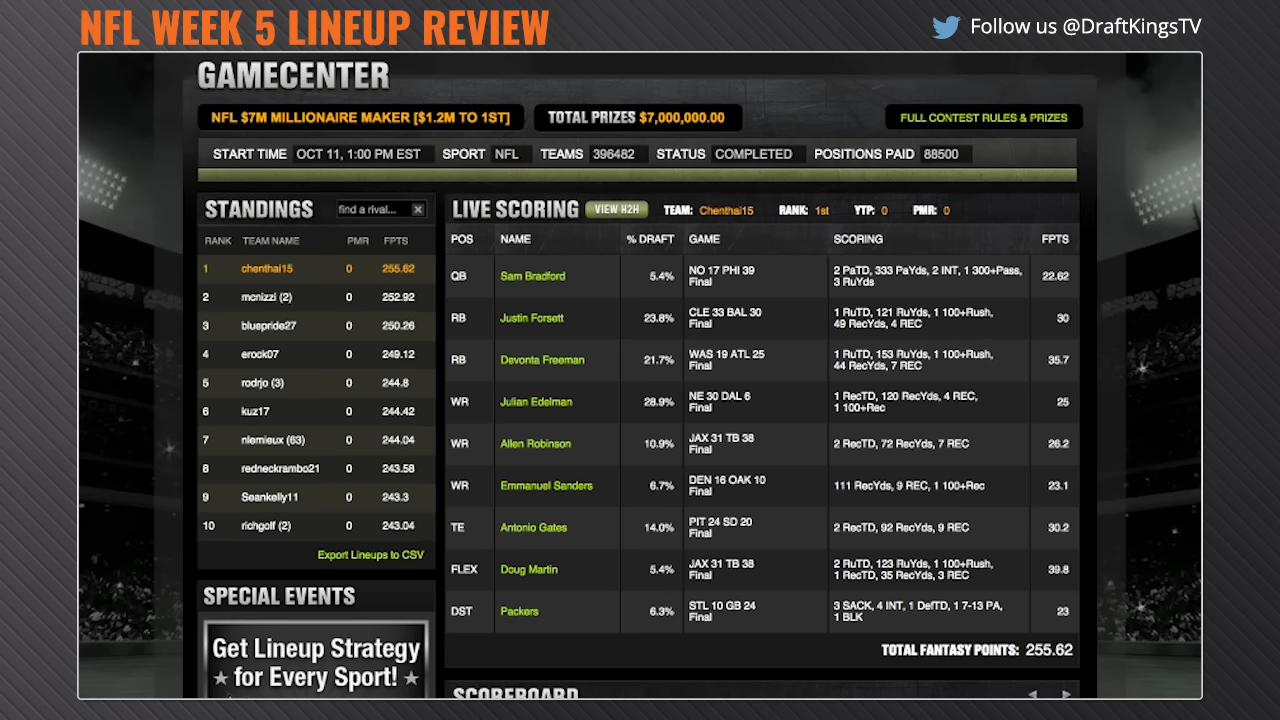 NFL WEEK 5 LINEUP REVIEW
Follow us @DraftKingsTV
GAMECENTER
NFL $7M MILLIONAIRE MAKER [$1.2M TO 1ST]
TOTAL PRIZES $7,000,000.00
FULL CONTEST RULES & PRIZES
START TIME OCT 11, 1:00 PM EST SPORT NFL TEAMS 396482 STATUS COMPLETED POSITIONS PAID 88500
STANDINGS find a rival... X
RANK TEAM NAME PMR FPTS
1 chenthai15 0 255.62
2 mcnizzi (2) 0 252.92
3 bluepride27 0 250.26
4 erock07 0 249.12
5 rodrjo (3) 0 244.8
6 kuz17 0 244.42
7 nlemieux (63) 0 244.04
8 redneckrambo21 0 243.58
9 Seankelly11 0 243.3
10 richgolf (2) 0 243.04
Export Lineups to CSV
SPECIAL EVENTS
Get Lineup Strategy
for Every Sport!
LIVE SCORING VIEW H2H TEAM: Chenthai15 RANK: 1st YTP: 0 PMR: 0
POS NAME % DRAFT GAME SCORING FPTS
QB Sam Bradford 5.4% NO 17 PHI 39 2 PaTD, 333 PaYds, 2 INT, 1 300+Pass, 22.62
Final 3 RuYds
RB Justin Forsett 23.8% CLE 33 BAL 30 1 RuTD, 121 RuYds, 1 100+Rush, 30
Final 49 RecYds, 4 REC
RB Devonta Freeman 21.7% WAS 19 ATL 25 1 RuTD, 153 RuYds, 1 100+Rush, 35.7
Final 44 RecYds, 7 REC
WR Julian Edelman 28.9% NE 30 DAL 6 1 RecTD, 120 RecYds, 4 REC, 25
Final 1 100+Rec
WR Allen Robinson 10.9% JAX 31 TB 38 2 RecTD, 72 RecYds, 7 REC 26.2
Final
WR Emmanuel Sanders 6.7% DEN 16 OAK 10 111 RecYds, 9 REC, 1 100+Rec 23.1
Final
TE Antonio Gates 14.0% PIT 24 SD 20 2 RecTD, 92 RecYds, 9 REC 30.2
Final
FLEX Doug Martin 5.4% JAX 31 TB 38 2 RuTD, 123 RuYds, 1 100+Rush, 39.8
Final 1 RecTD, 35 RecYds, 3 REC
DST Packers 6.3% STL 10 GB 24 3 SACK, 4 INT, 1 DefTD, 1 7-13 PA, 23
Final 1 BLK
TOTAL FANTASY POINTS: 255.62
SCOREBOARD